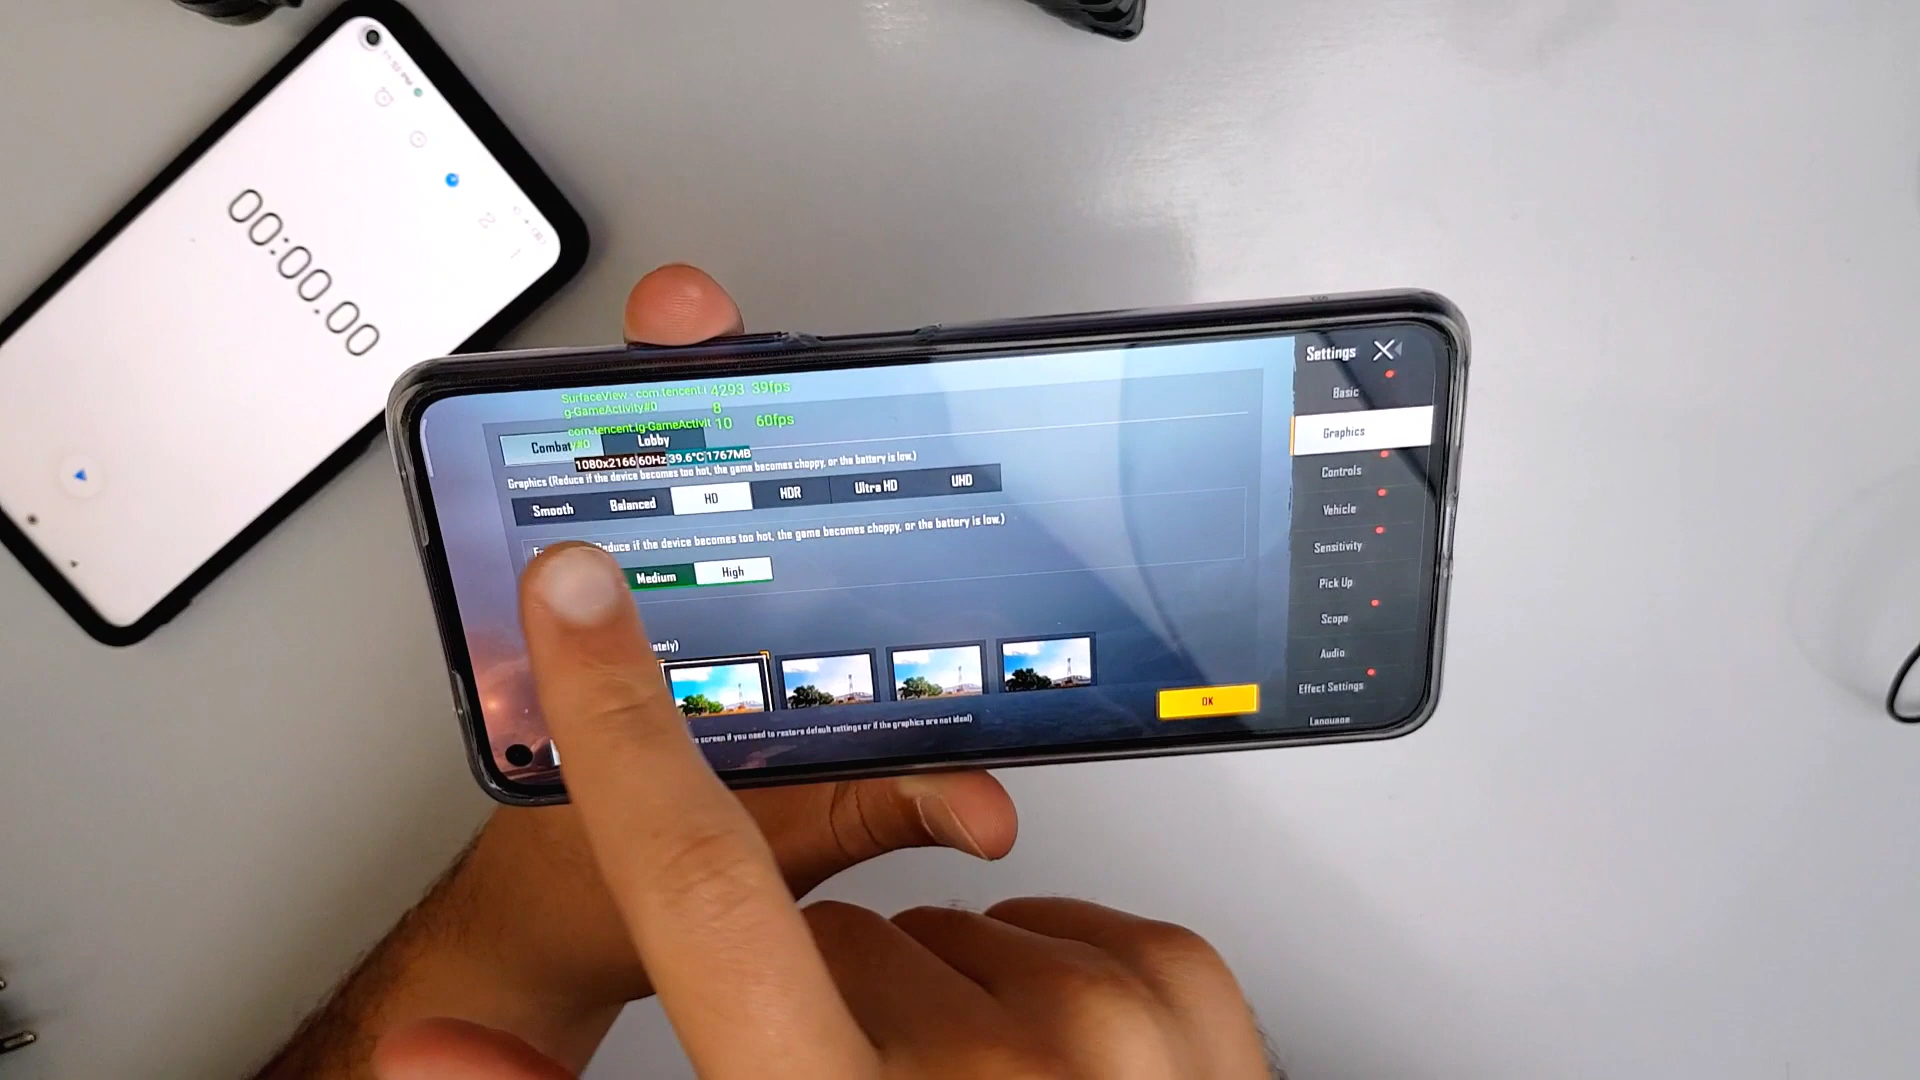 00:00.00
Settings
SurfaceView - com.tencent.i 4293 39fps
g-GameActivity#0 8
com.tencent.ig-GameActivit 10 60fps
y#0
Combat
Lobby
1080x2166 60Hz 39.6°C 1767MB
Graphics (Reduce if the device becomes too hot, the game becomes choppy, or the battery is low.)
Smooth Balanced HD HDR Ultra HD UHD
educe if the device becomes too hot, the game becomes choppy, or the battery is low.)
Medium High
ately)
screen if you need to restore default settings or if the graphics are not ideal)
OK
Basic
Graphics
Controls
Vehicle
Sensitivity
Pick Up
Scope
Audio
Effect Settings
Language